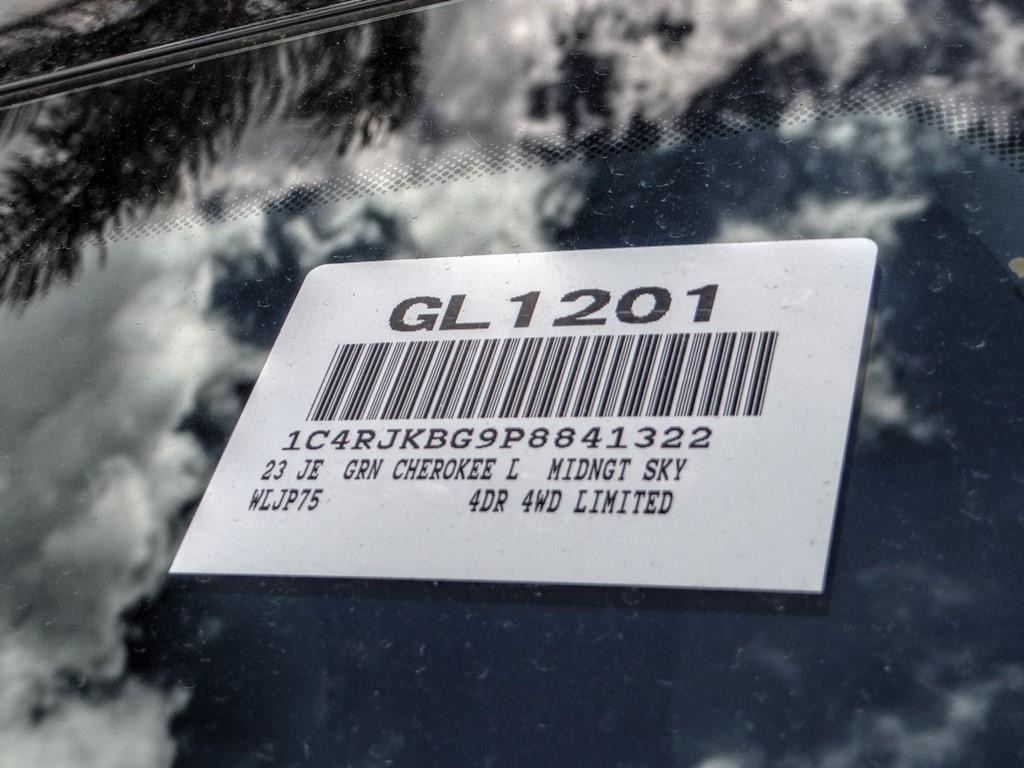 GL1201
1C4RJKBG9P8841322
23 JE GRN CHEROKEE L MIDNGT SKY
WLJP75 4DR 4WD LIMITED